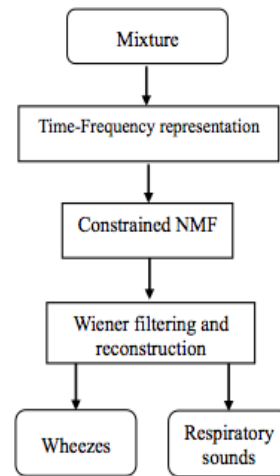 Mixture
Time-Frequency representation
Constrained NMF
Wiener filtering and
reconstruction
Wheezes
Respiratory
sounds